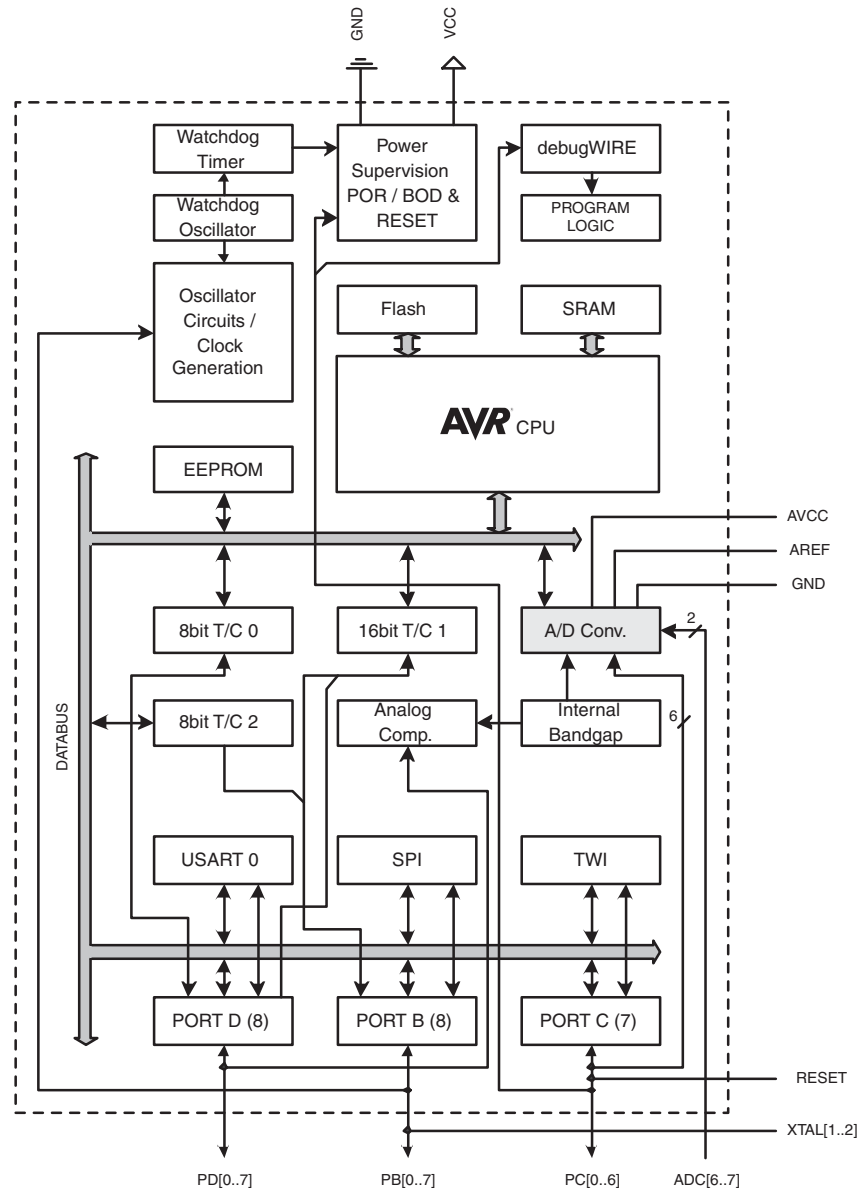 GND
VCC
Watchdog
Timer
Power
Supervision
POR / BOD &
RESET
debugWIRE
Watchdog
Oscillator
PROGRAM
LOGIC
Oscillator
Circuits /
Clock
Generation
Flash
SRAM
AVR CPU
EEPROM
AVCC
AREF
GND
8bit T/C 0
16bit T/C 1
A/D Conv.
2
DATABUS
8bit T/C 2
Analog
Comp.
Internal
Bandgap
6
USART 0
SPI
TWI
PORT D (8)
PORT B (8)
PORT C (7)
RESET
XTAL[1..2]
PD[0..7]
PB[0..7]
PC[0..6]
ADC[6..7]